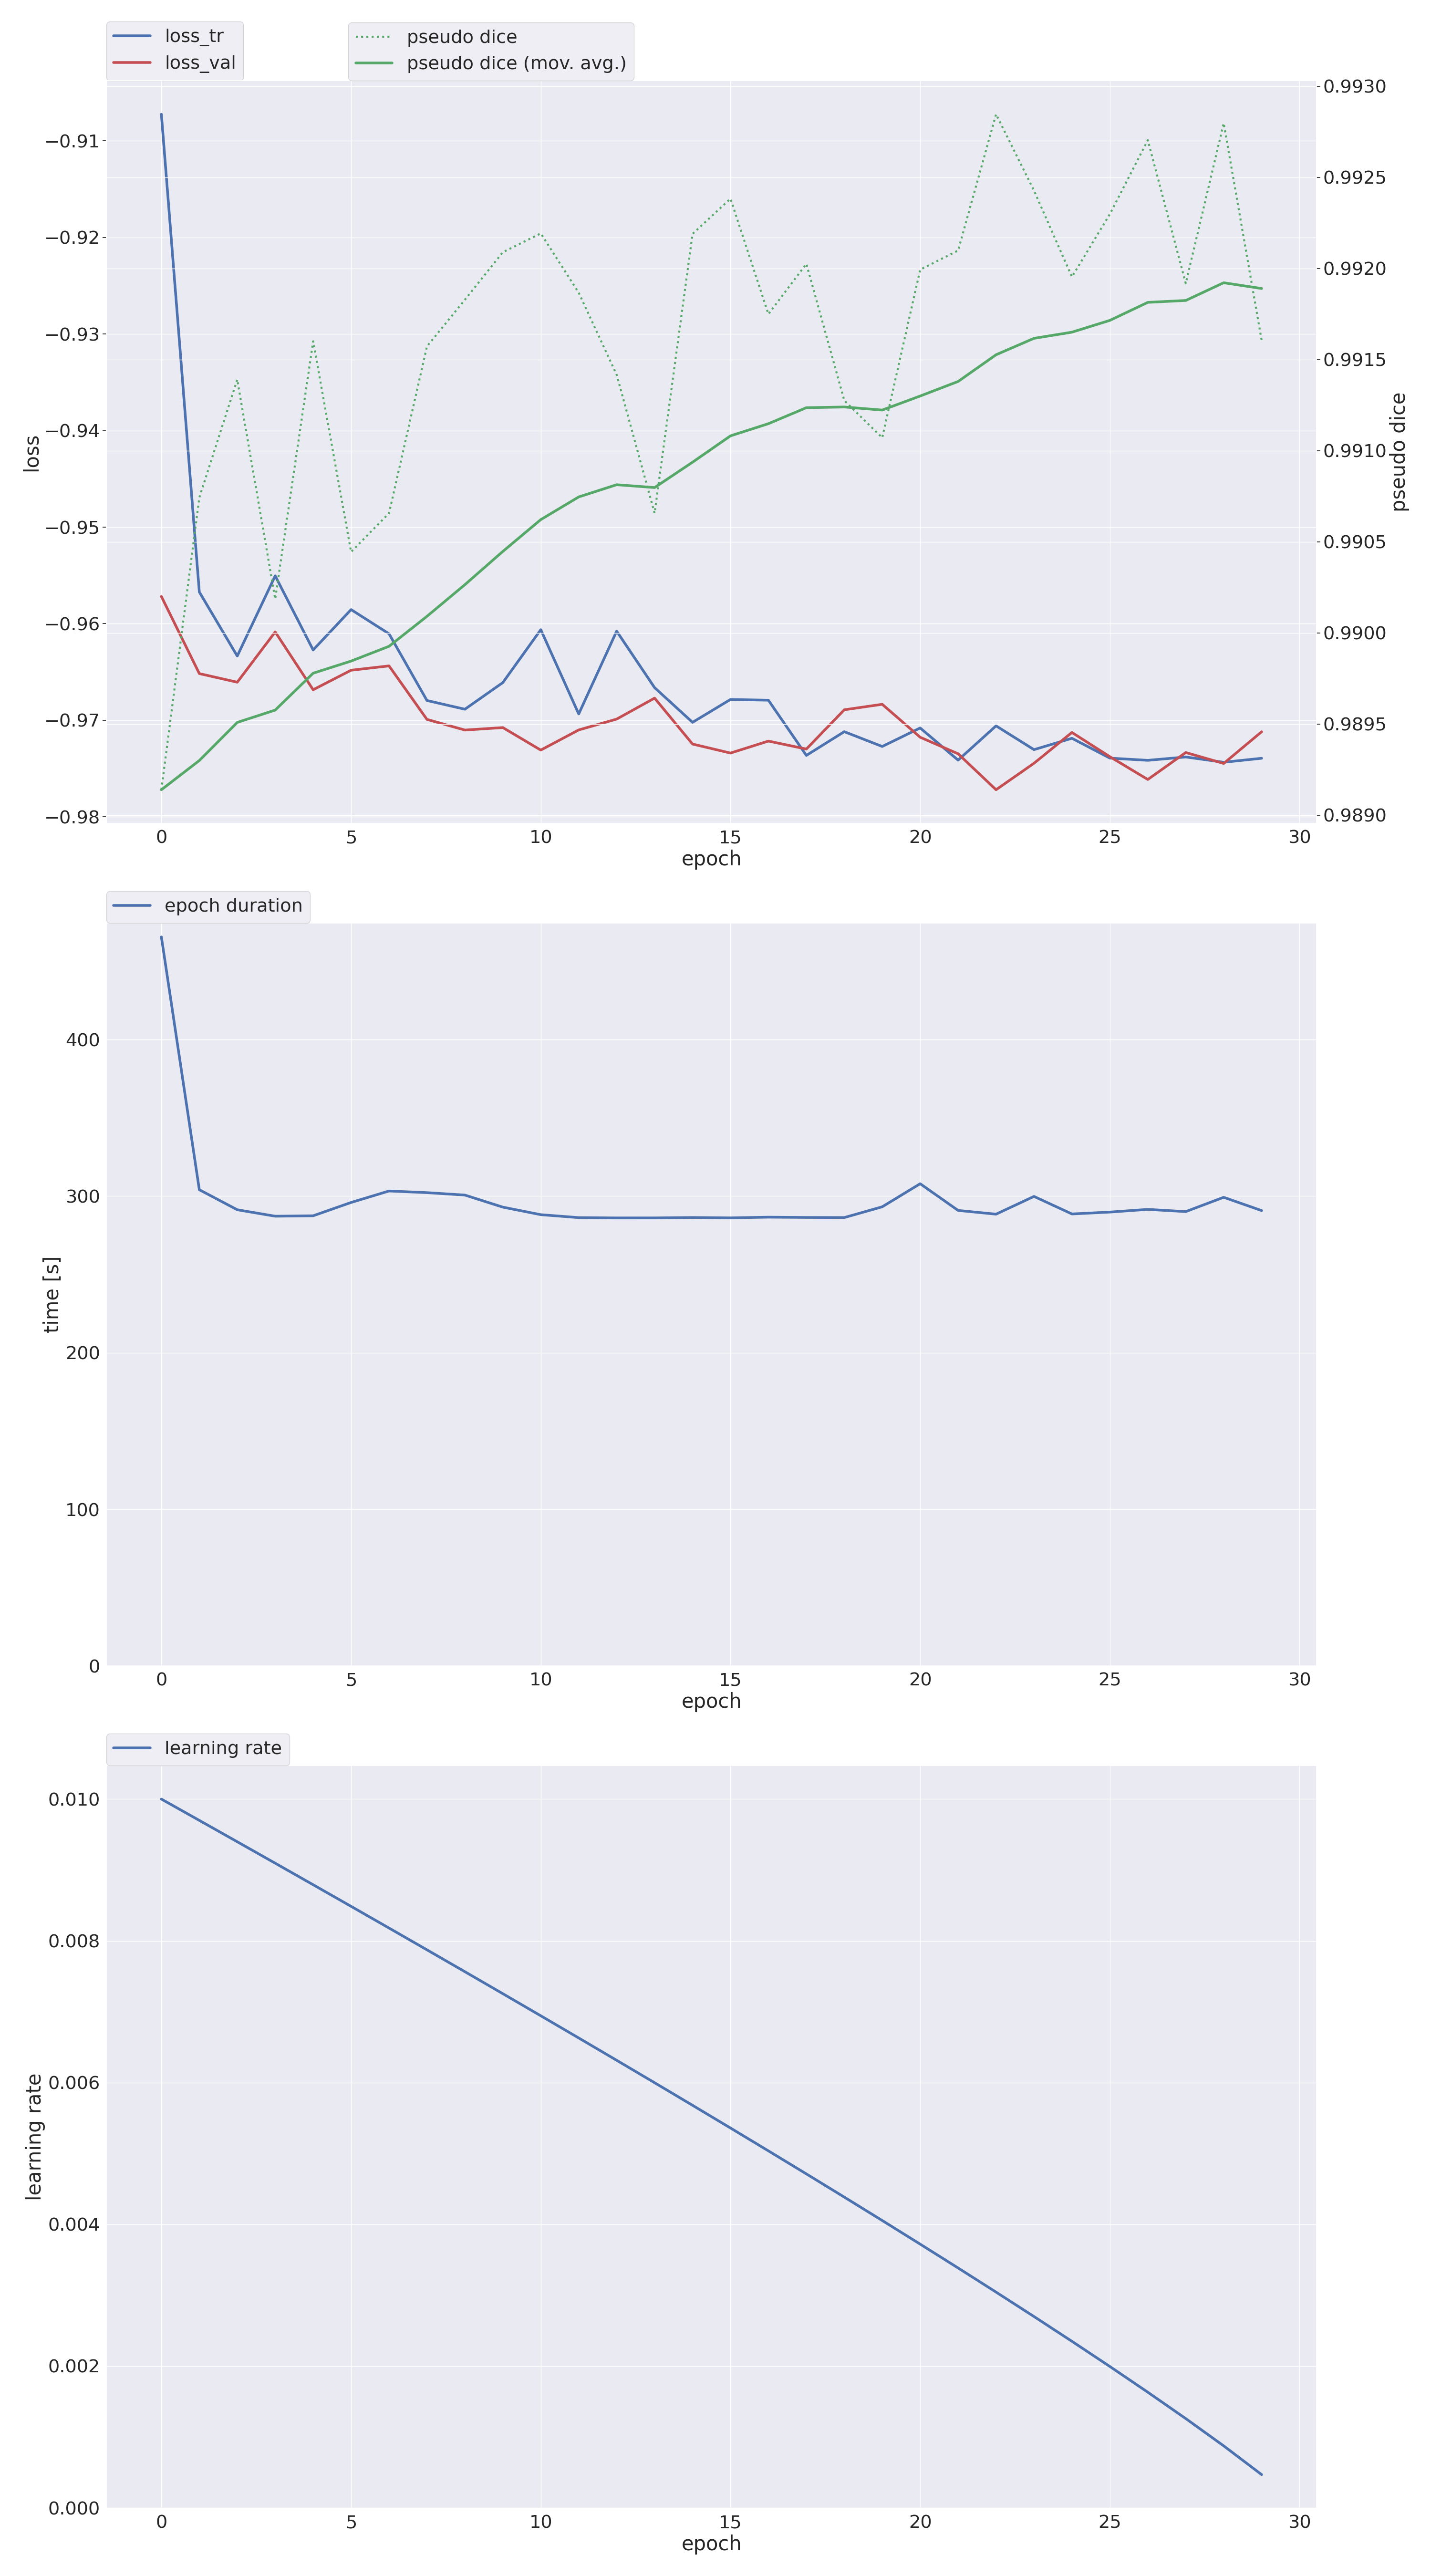 loss_tr
loss_val
pseudo dice
pseudo dice (mov. avg.)
−0.91
−0.92
−0.93
−0.94
−0.95
−0.96
−0.97
−0.98
loss
0.9930
0.9925
0.9920
0.9915
0.9910
0.9905
0.9900
0.9895
0.9890
pseudo dice
0 5 10 15 20 25 30
epoch
epoch duration
400
300
200
100
0
time [s]
0 5 10 15 20 25 30
epoch
learning rate
0.010
0.008
0.006
0.004
0.002
0.000
learning rate
0 5 10 15 20 25 30
epoch